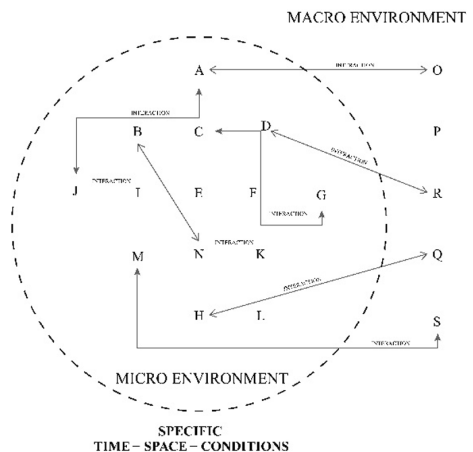 MACRO ENVIRONMENT
A INTERACTION O
INTERACTION
B C D P
INTERACTION
J INTERACTION I E F G R
INTERACTION
M N INTERACTION K Q
INTERACTION
H L S
INTERACTION
MICRO ENVIRONMENT
SPECIFIC
TIME – SPACE – CONDITIONS